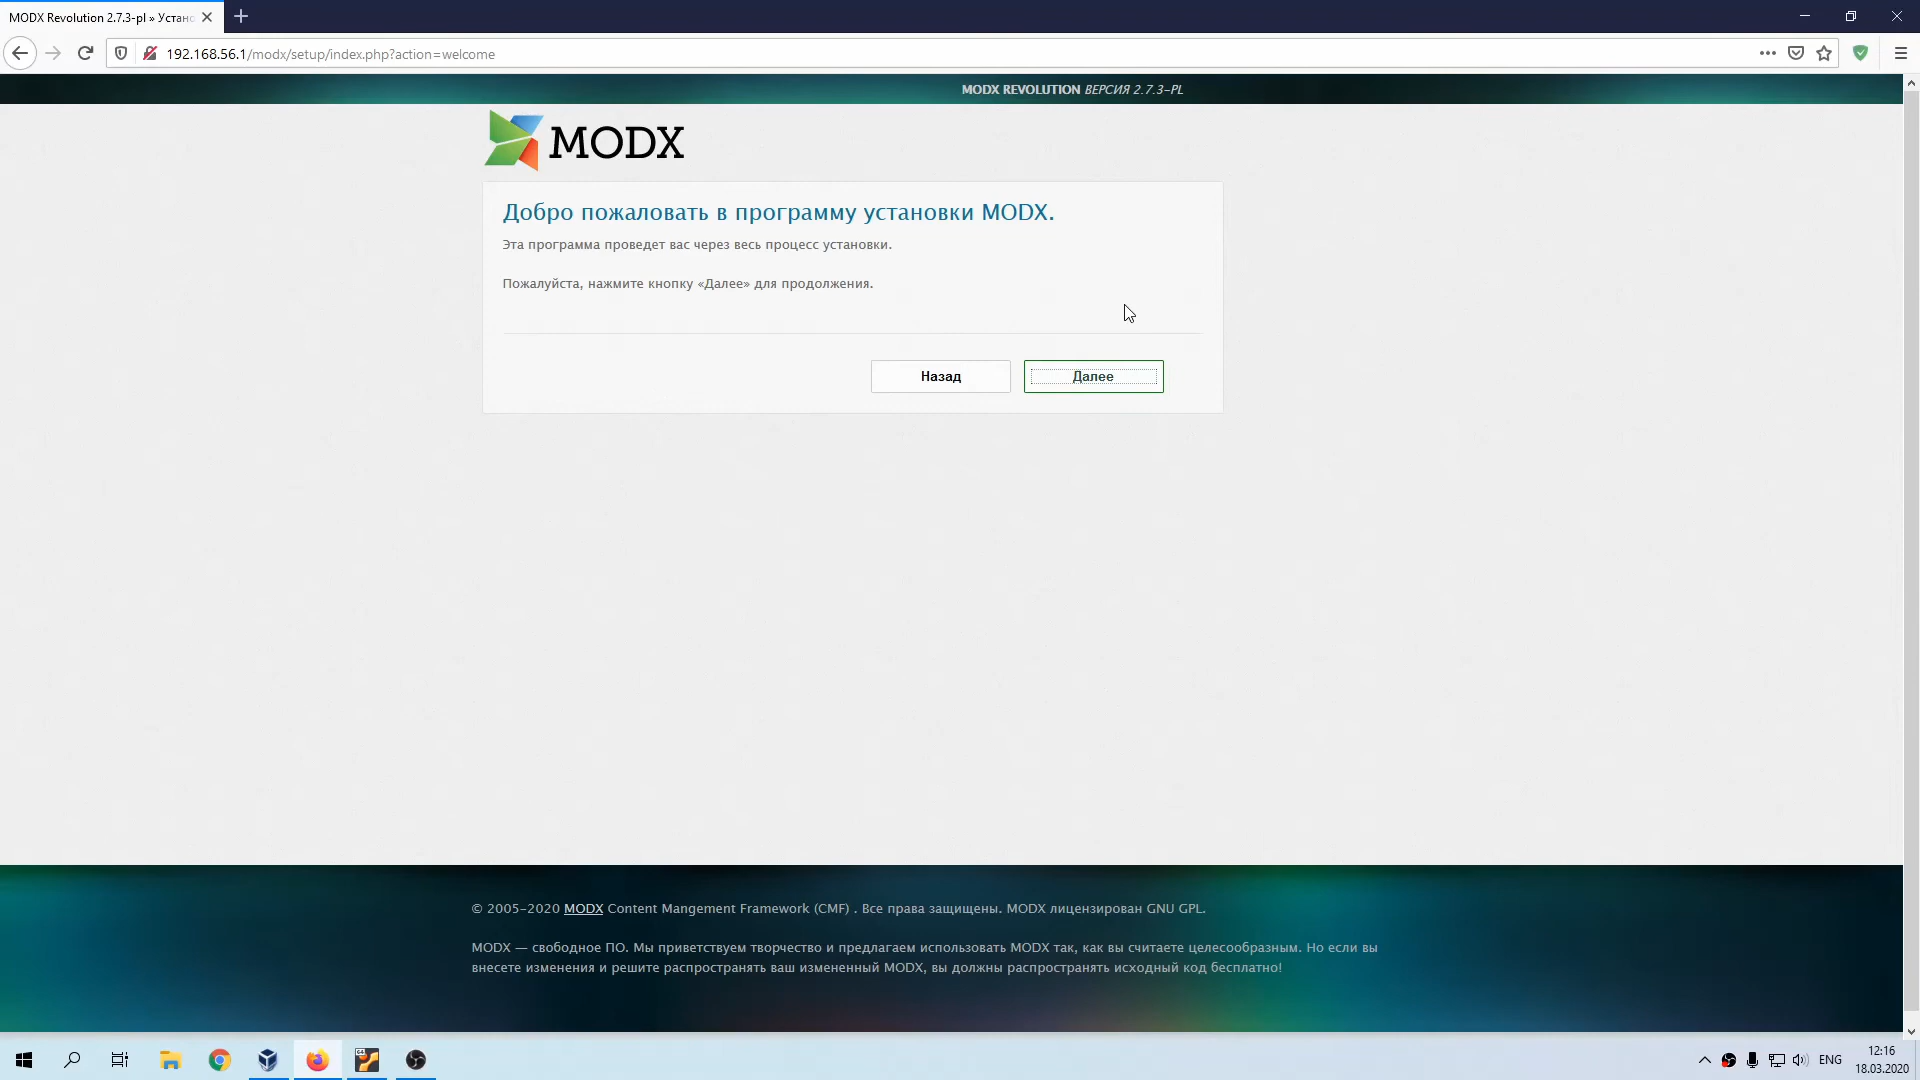 MODX Revolution 2.7.3-pl » Устано
192.168.56.1/modx/setup/index.php?action=welcome
MODX REVOLUTION ВЕРСИЯ 2.7.3-PL
MODX
Добро пожаловать в программу установки MODX.
Эта программа проведет вас через весь процесс установки.
Пожалуйста, нажмите кнопку «Далее» для продолжения.
Назад
Далее
© 2005-2020 MODX Content Mangement Framework (CMF) . Все права защищены. MODX лицензирован GNU GPL.
MODX — свободное ПО. Мы приветствуем творчество и предлагаем использовать MODX так, как вы считаете целесообразным. Но если вы
внесете изменения и решите распространять ваш измененный MODX, вы должны распространять исходный код бесплатно!
64
ENG
12:16
18.03.2020